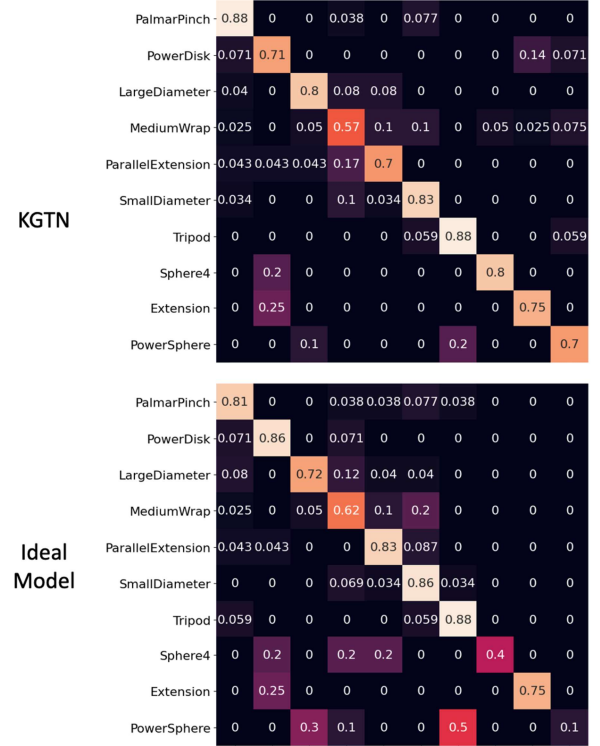 KGTN
PalmarPinch 0.88 0 0 0.038 0 0.077 0 0 0 0
PowerDisk 0.071 0.71 0 0 0 0 0 0 0.14 0.071
LargeDiameter 0.04 0 0.8 0.08 0.08 0 0 0 0 0
MediumWrap 0.025 0 0.05 0.57 0.1 0.1 0 0.05 0.025 0.075
ParallelExtension 0.043 0.043 0.043 0.17 0.7 0 0 0 0 0
SmallDiameter 0.034 0 0 0.1 0.034 0.83 0 0 0 0
Tripod 0 0 0 0 0 0.059 0.88 0 0 0.059
Sphere4 0 0.2 0 0 0 0 0 0.8 0 0
Extension 0 0.25 0 0 0 0 0 0 0.75 0
PowerSphere 0 0 0.1 0 0 0 0.2 0 0 0.7
Ideal
Model
PalmarPinch 0.81 0 0 0.038 0.038 0.077 0.038 0 0 0
PowerDisk 0.071 0.86 0 0.071 0 0 0 0 0 0
LargeDiameter 0.08 0 0.72 0.12 0.04 0.04 0 0 0 0
MediumWrap 0.025 0 0.05 0.62 0.1 0.2 0 0 0 0
ParallelExtension 0.043 0.043 0 0 0.83 0.087 0 0 0 0
SmallDiameter 0 0 0 0.069 0.034 0.86 0.034 0 0 0
Tripod 0.059 0 0 0 0 0.059 0.88 0 0 0
Sphere4 0 0.2 0 0.2 0.2 0 0 0.4 0 0
Extension 0 0.25 0 0 0 0 0 0 0.75 0
PowerSphere 0 0 0.3 0.1 0 0 0.5 0 0 0.1